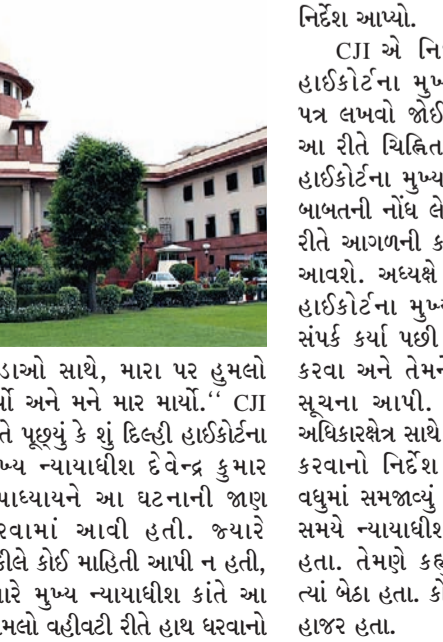 ડાઓ સાથે, મારા પર હુમલો
ર્યો અને મને માર માર્યો.‘‘ CJI
તે પૂછ્યું કે શું દિલ્હી હાઈકોર્ટના
ખ્ય ન્યાયાધીશ દેવેન્દ્ર કુમાર
પાધ્યાયને આ ઘટનાની જાણ
રવામાં આવી હતી. જ્યારે
કીલે કોઈ માહિતી આપી ન હતી,
ારે મુખ્ય ન્યાયાધીશ કાંતે આ
ામલો વહીવટી રીતે હાથ ધરવાનો
નિર્દેશ આપ્યો.
CJI એ નિ
હાઈકોર્ટના મુખ
પત્ર લખવો જોઈ
આ રીતે ચિહ્નિત
હાઈકોર્ટના મુખ્ય
બાબતની નોંધ લે
રીતે આગળની ક
આવશે. અધ્યક્ષે
હાઈકોર્ટના મુખ્ય
સંપર્ક કર્યા પછી
કરવા અને તેમને
સૂચના આપી.
અધિકારક્ષેત્ર સાથે
કરવાનો નિર્દેશ
વધુમાં સમજાવ્યું
સમયે ન્યાયાધીશ
હતા. તેમણે કહ્
ત્યાં બેઠા હતા. કો
હાજર હતા.